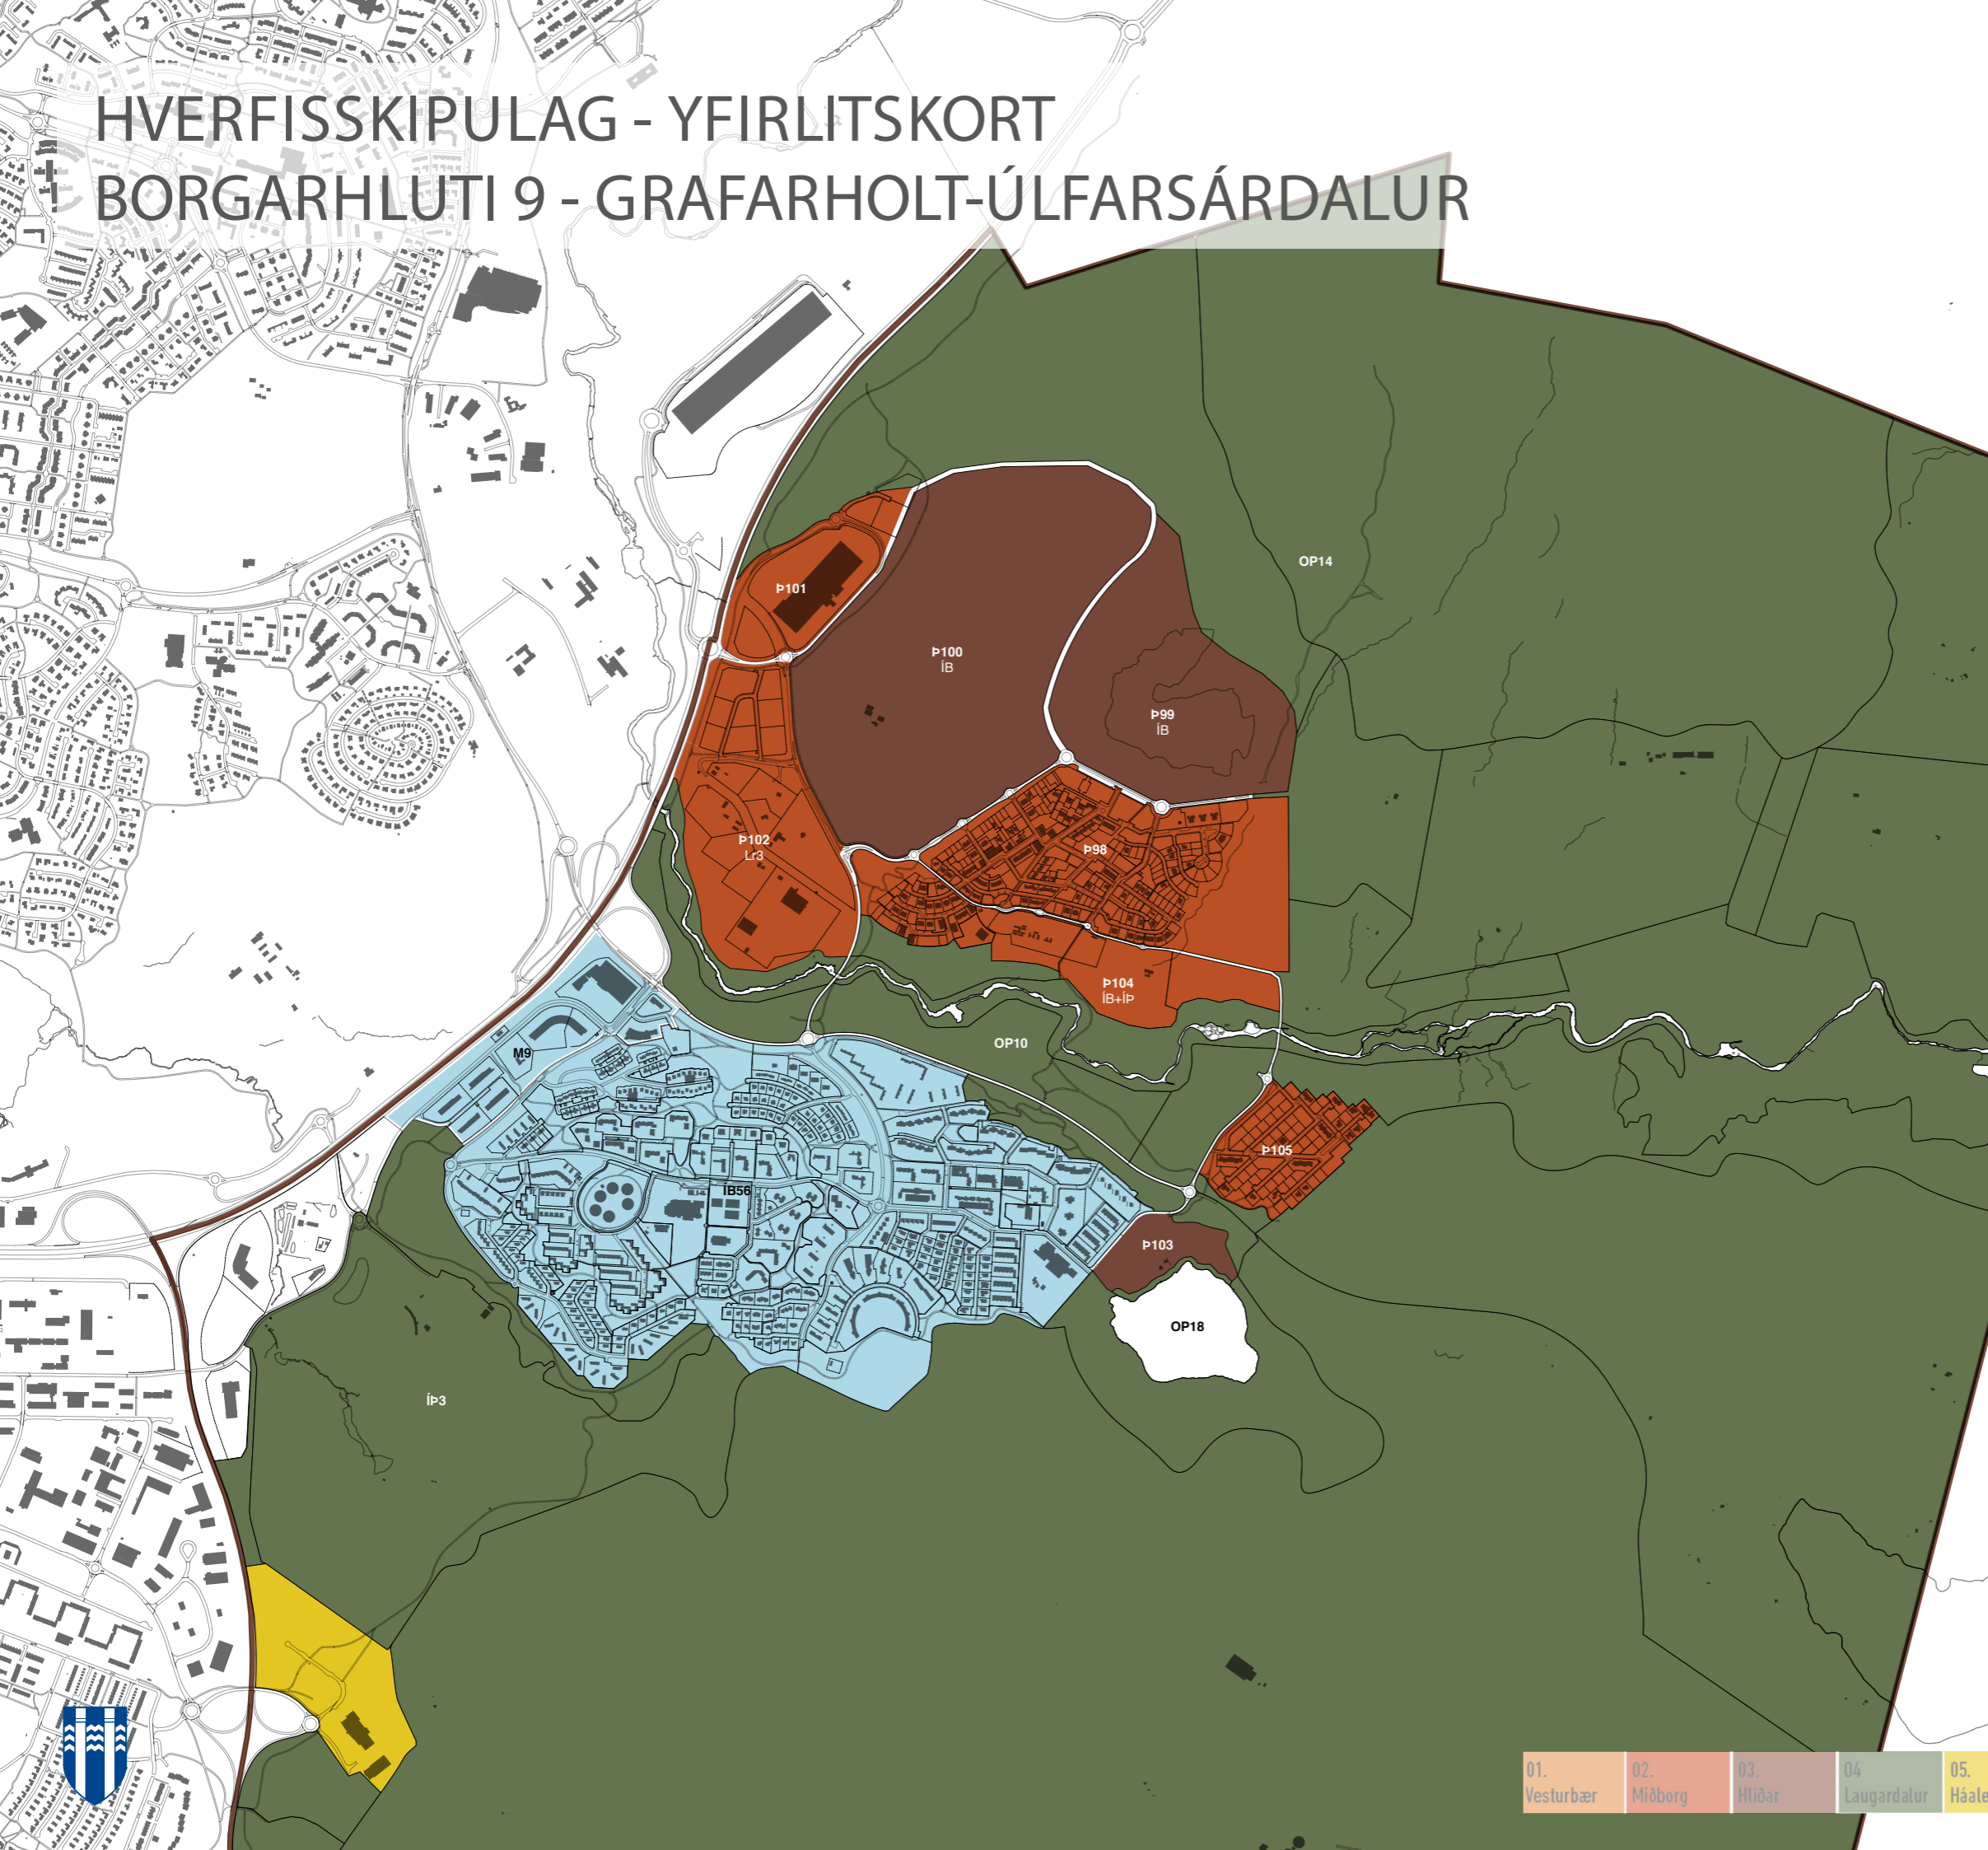 HVERFISSKIPULAG - YFIRLITSKORT
BORGARHLUTI 9 - GRAFARHOLT-ÚLFARSÁRDALUR
OP14
Þ101
Þ100
ÍB
Þ99
ÍB
Þ102
Lr3
Þ98
Þ104
ÍB+ÍÞ
OP10
M9
Þ105
ÍB56
Þ103
OP18
ÍÞ3
01.
Vesturbær
02.
Miðborg
03.
Hlíðar
04
Laugardalur
05.
Háale